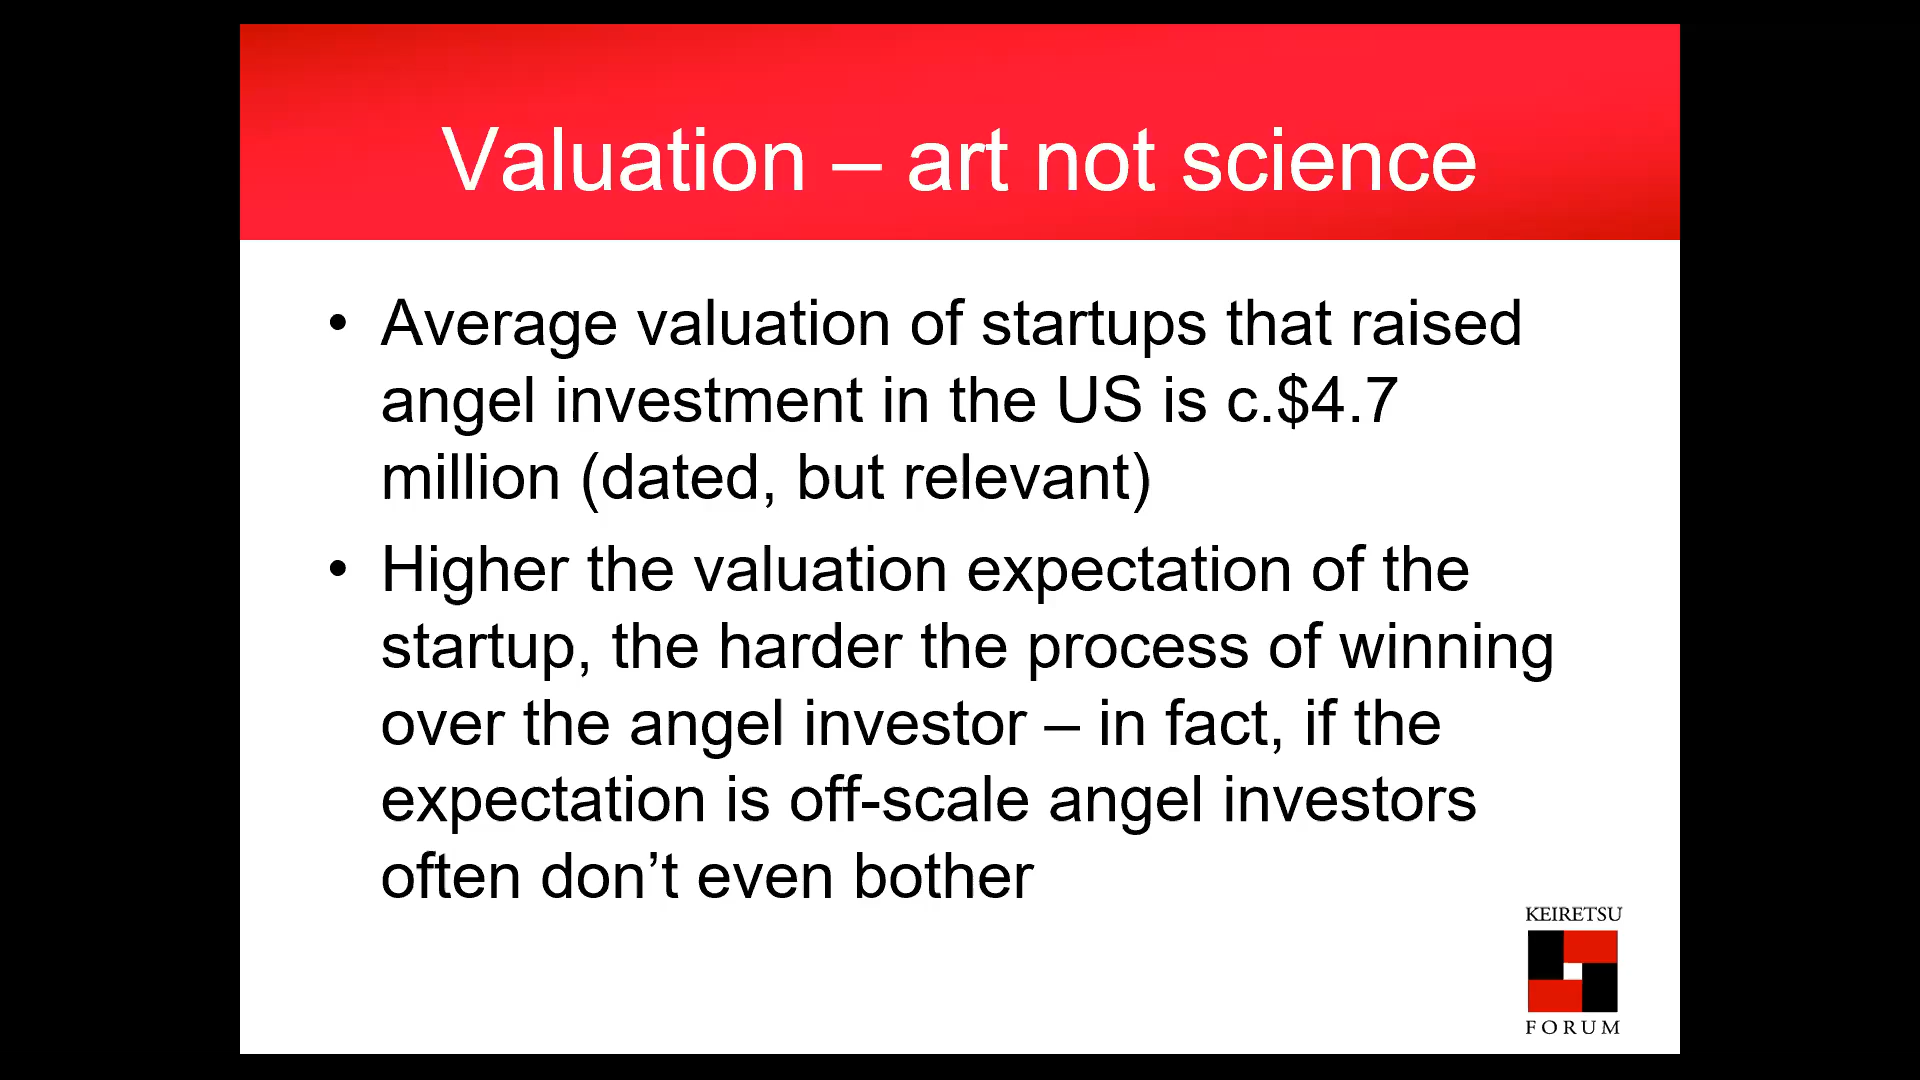 Valuation – art not science
• Average valuation of startups that raised
angel investment in the US is c.$4.7
million (dated, but relevant)
• Higher the valuation expectation of the
startup, the harder the process of winning
over the angel investor – in fact, if the
expectation is off-scale angel investors
often don’t even bother
KEIRETSU
FORUM